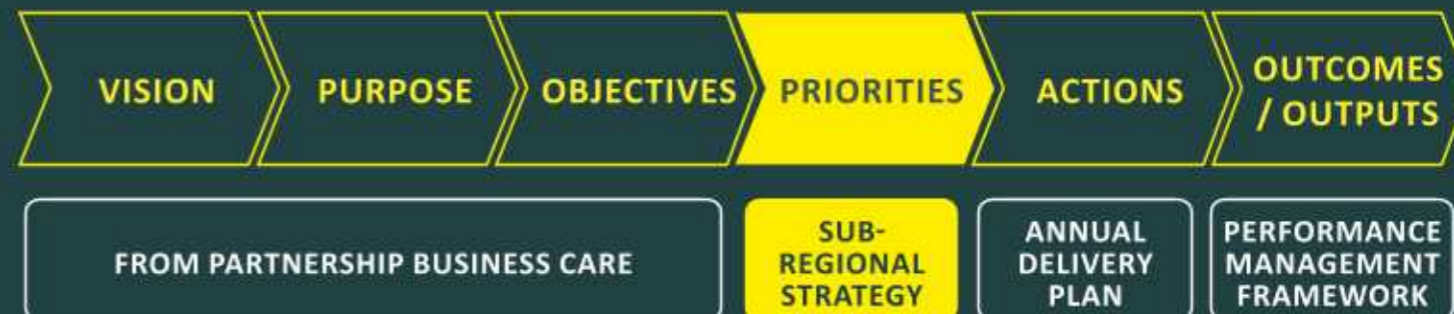 VISION
PURPOSE
OBJECTIVES
PRIORITIES
ACTIONS
OUTCOMES
/ OUTPUTS
FROM PARTNERSHIP BUSINESS CARE
SUB-
REGIONAL
STRATEGY
ANNUAL
DELIVERY
PLAN
PERFORMANCE
MANAGEMENT
FRAMEWORK